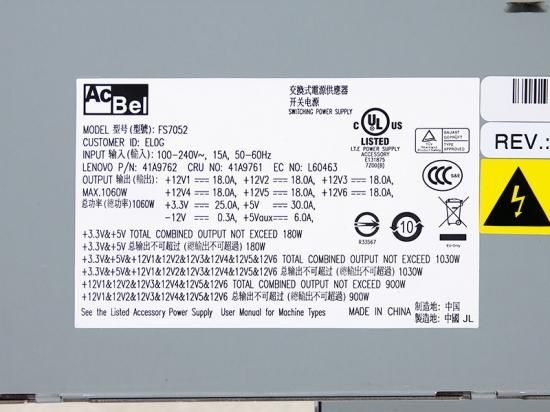 AcBel
交換式電源供應器
开关电源
SWITCHING POWER SUPPLY
MODEL 型号(型號): FS7052
CUSTOMER ID: ELOG
INPUT 输入(輸入): 100-240V~, 15A, 50-60Hz
LENOVO P/N: 41A9762 CRU NO: 41A9761 EC NO: L60463
OUTPUT 输出(輸出): +12V1 = 18.0A, +12V2 = 18.0A, +12V3 = 18.0A,
MAX.1060W +12V4 = 18.0A, +12V5 = 18.0A, +12V6 = 18.0A,
总功率(總功率)1060W +3.3V = 25.0A, +5V = 30.0A,
-12V = 0.3A, +5Vaux = 6.0A,
+3.3V&+5V TOTAL COMBINED OUTPUT NOT EXCEED 180W
+3.3V&+5V 总输出不可超过(總輸出不可超過) 180W
+3.3V&+5V&+12V1&12V2&12V3&12V4&12V5&12V6 TOTAL COMBINED OUTPUT NOT EXCEED 1030W
+3.3V&+5V&+12V1&12V2&12V3&12V4&12V5&12V6 总输出不可超过(總輸出不可超過) 1030W
+12V1&12V2&12V3&12V4&12V5&12V6 TOTAL COMBINED OUTPUT NOT EXCEED 900W
+12V1&12V2&12V3&12V4&12V5&12V6 总输出不可超过(總輸出不可超過) 900W
See the Listed Accessory Power Supply User Manual for Machine Types
MADE IN CHINA 制造地: 中国
製造地: 中國 JL
c UL US
LISTED
I.T.E. POWER SUPPLY
ACCESSORY
E131875
7200(B)
BAUART
GEPRÜFT
TYPE
APPROVED
CCC
S&E
R33567
10
EU-Only
REV.: